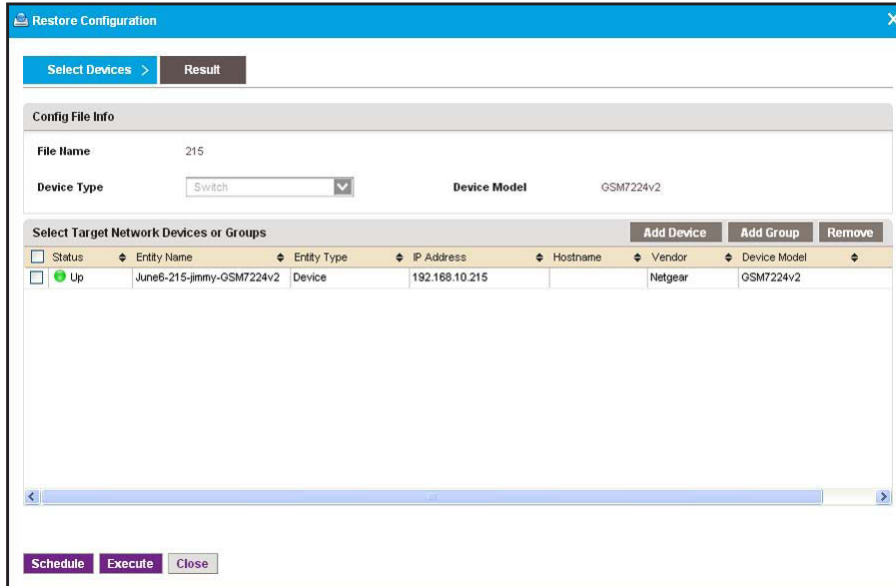 Restore Configuration X
Select Devices > Result
Config File Info
File Name 215
Device Type Switch Device Model GSM7224v2
Select Target Network Devices or Groups Add Device Add Group Remove
Status Entity Name Entity Type IP Address Hostname Vendor Device Model
Up June6-215-jimmy-GSM7224v2 Device 192.168.10.215 Netgear GSM7224v2
Schedule Execute Close